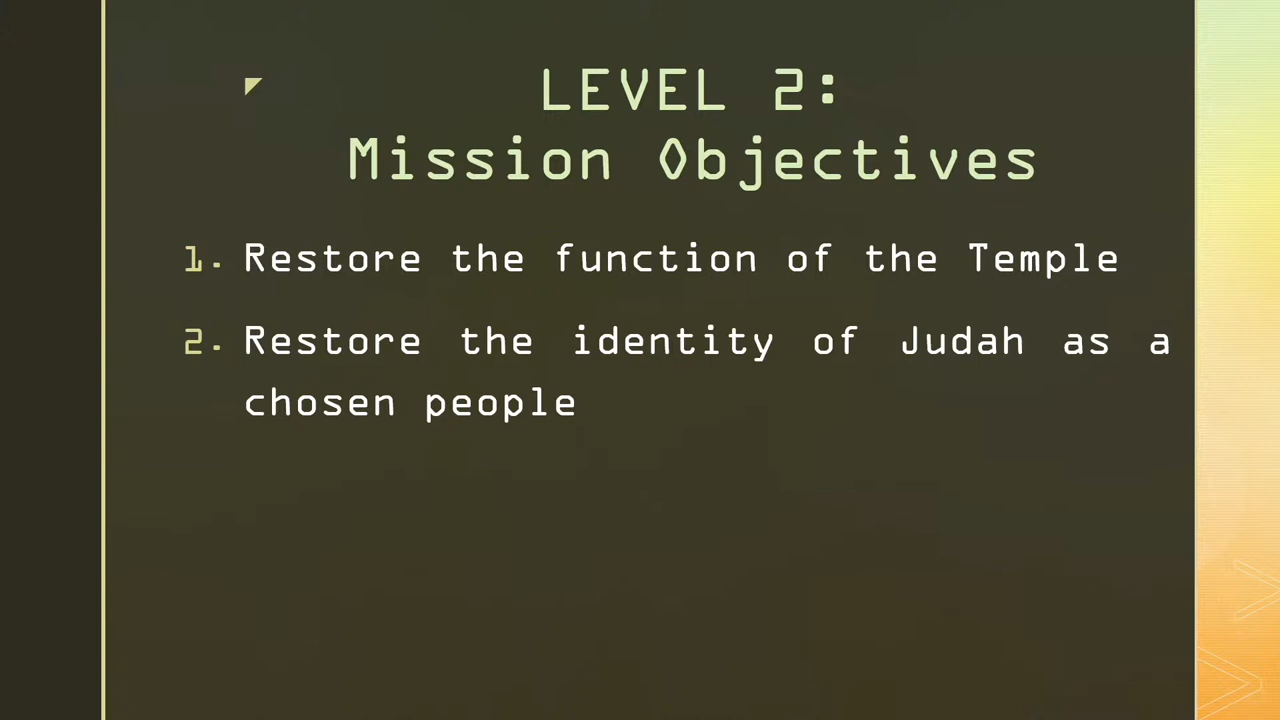 LEVEL 2:
Mission Objectives
1. Restore the function of the Temple
2. Restore the identity of Judah as a
chosen people